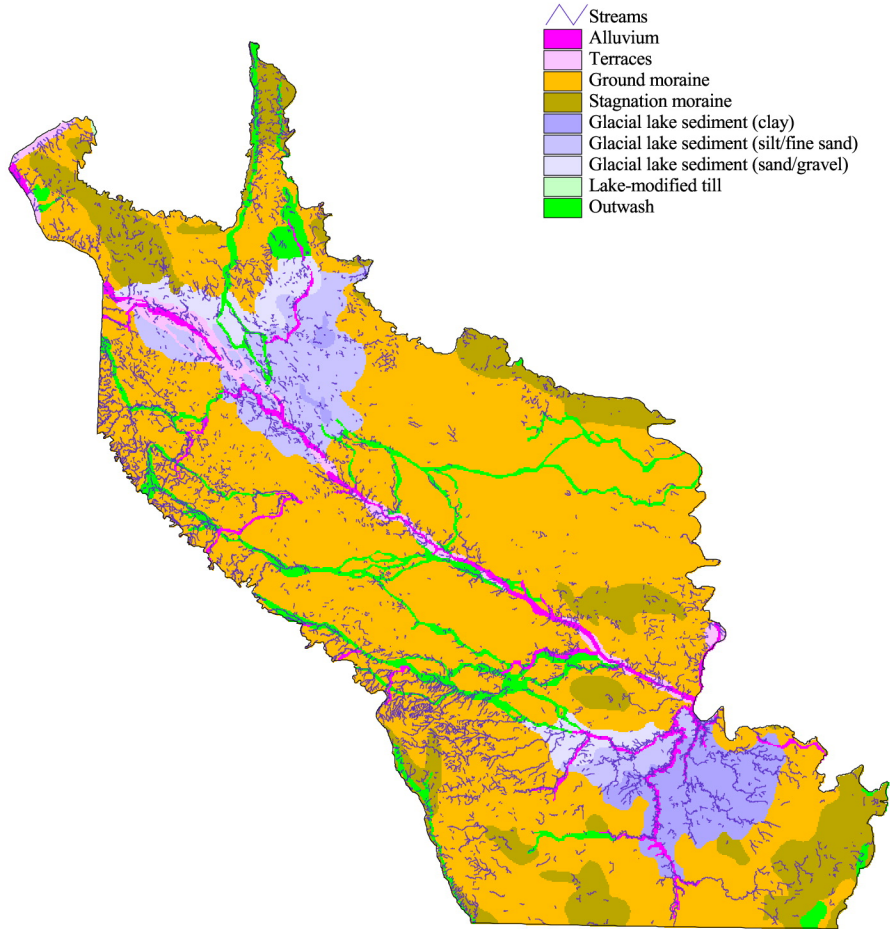 Streams
Alluvium
Terraces
Ground moraine
Stagnation moraine
Glacial lake sediment (clay)
Glacial lake sediment (silt/fine sand)
Glacial lake sediment (sand/gravel)
Lake-modified till
Outwash